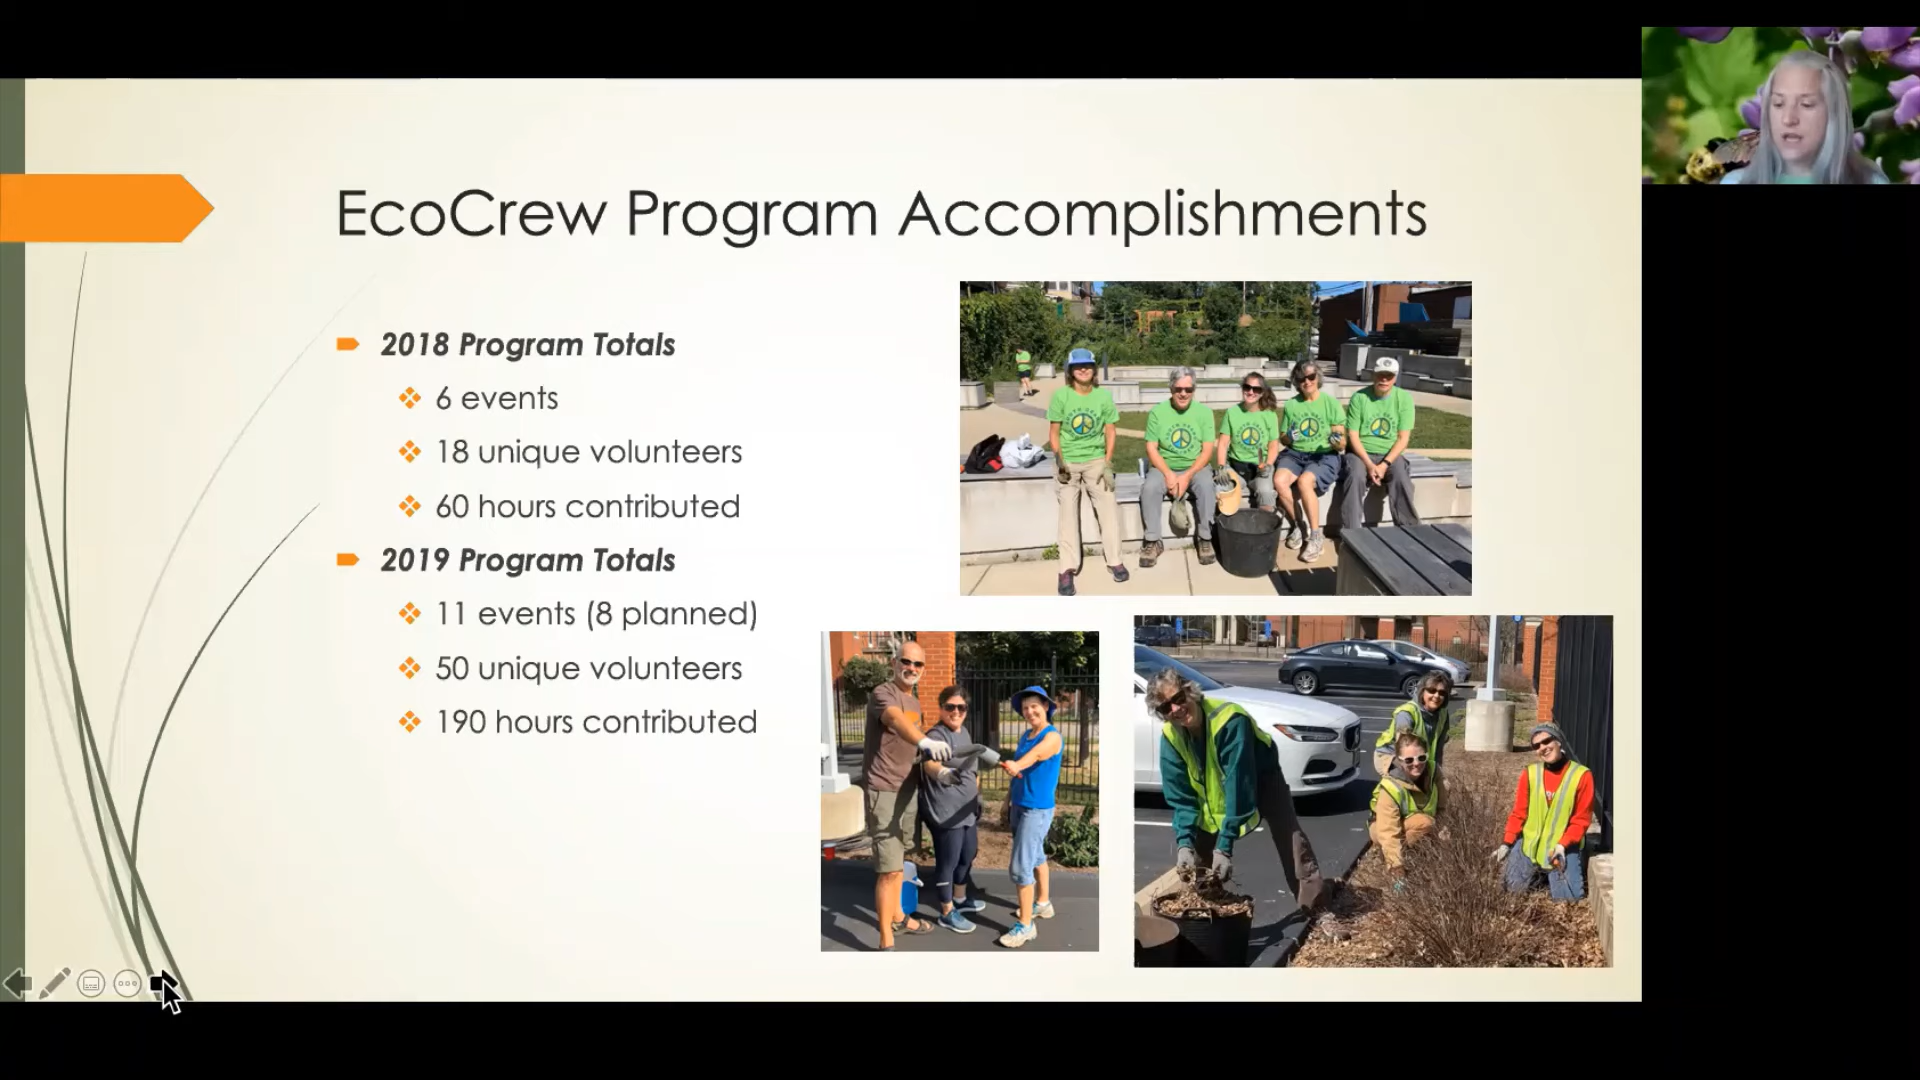 EcoCrew Program Accomplishments
2018 Program Totals
6 events
18 unique volunteers
60 hours contributed
2019 Program Totals
11 events (8 planned)
50 unique volunteers
190 hours contributed